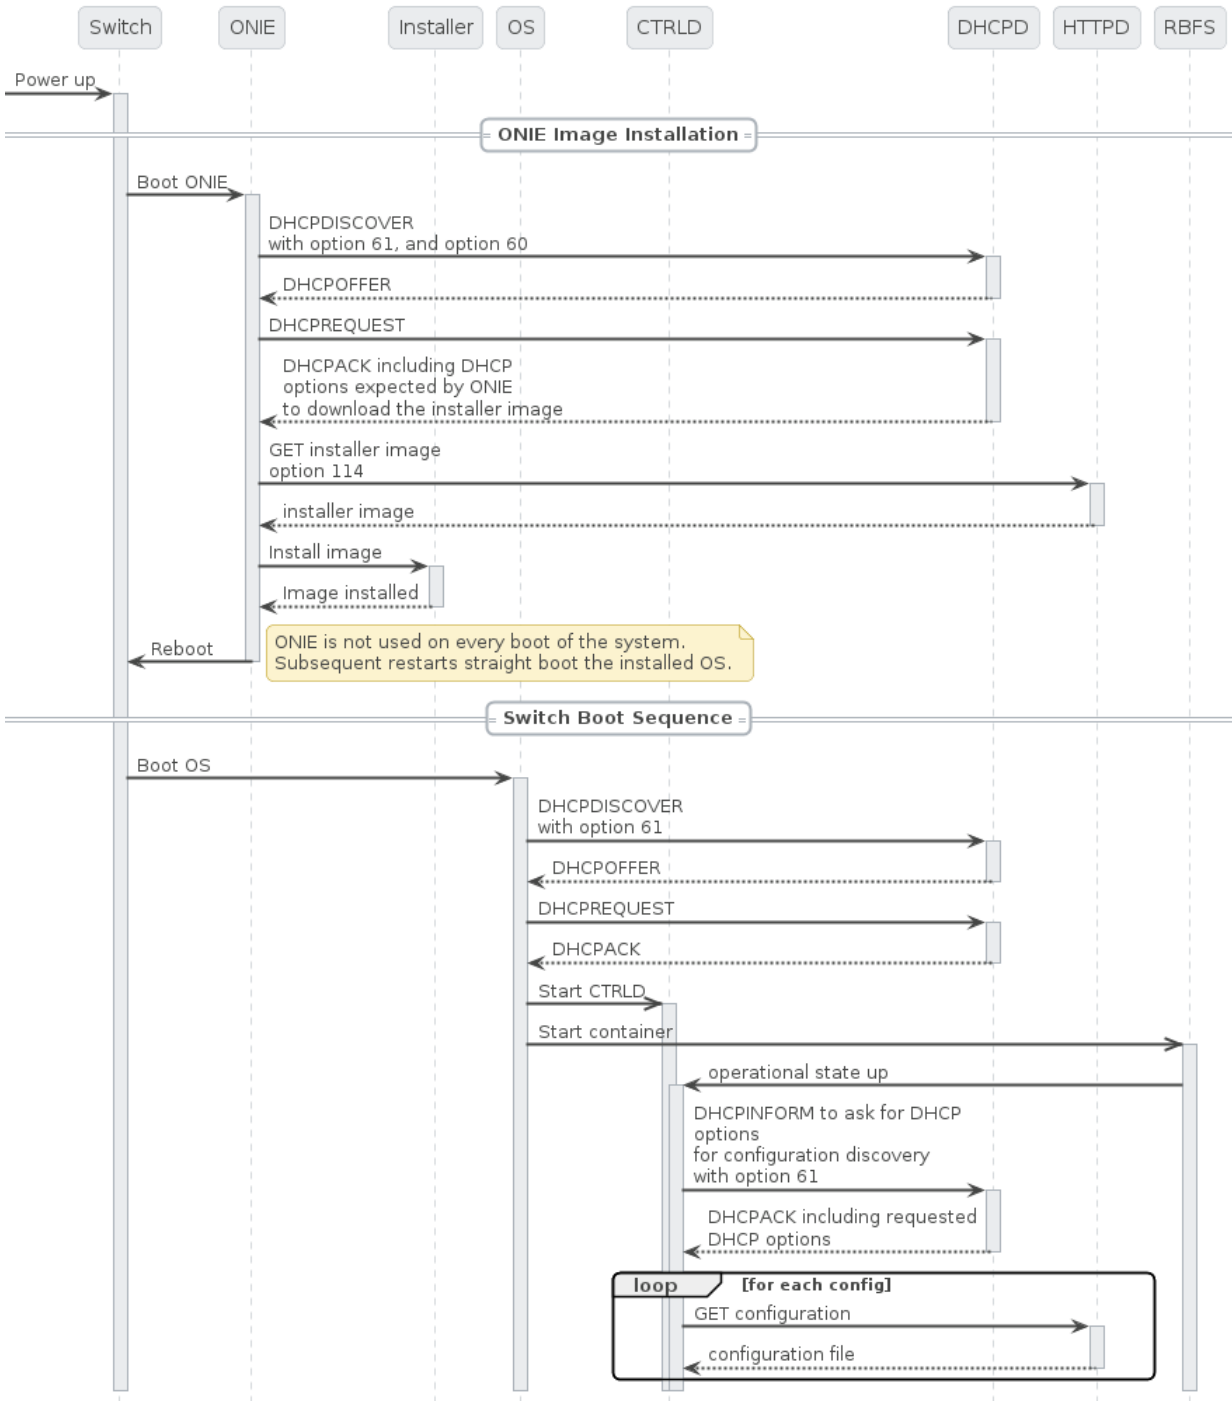 Switch ONIE Installer OS CTRLD DHCPD HTTPD RBFS
Power up
ONIE Image Installation
Boot ONIE
DHCPDISCOVER
with option 61, and option 60
DHCPOFFER
DHCPREQUEST
DHCPACK including DHCP
options expected by ONIE
to download the installer image
GET installer image
option 114
installer image
Install image
Image installed
Reboot
ONIE is not used on every boot of the system.
Subsequent restarts straight boot the installed OS.
Switch Boot Sequence
Boot OS
DHCPDISCOVER
with option 61
DHCPOFFER
DHCPREQUEST
DHCPACK
Start CTRLD
Start container
operational state up
DHCPINFORM to ask for DHCP
options
for configuration discovery
with option 61
DHCPACK including requested
DHCP options
loop [for each config]
GET configuration
configuration file